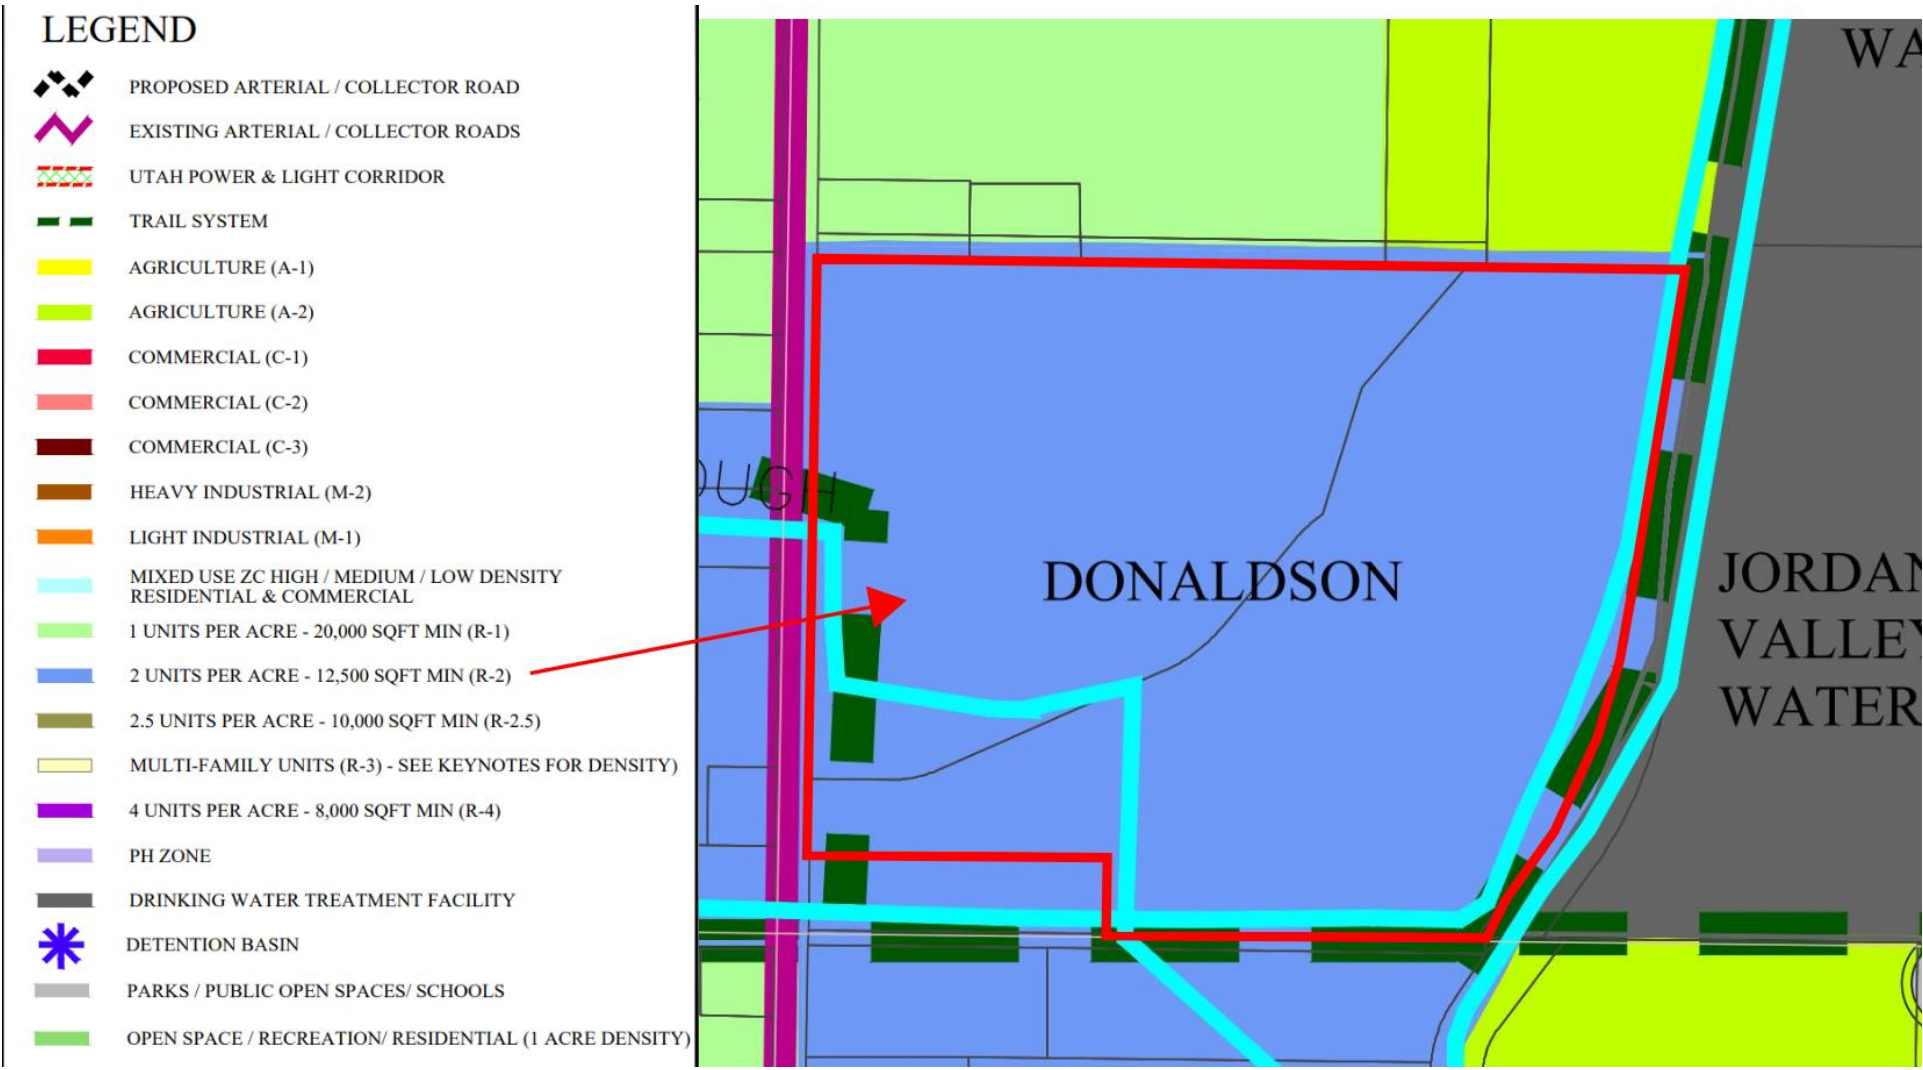 LEGEND
PROPOSED ARTERIAL / COLLECTOR ROAD
EXISTING ARTERIAL / COLLECTOR ROADS
UTAH POWER & LIGHT CORRIDOR
TRAIL SYSTEM
AGRICULTURE (A-1)
AGRICULTURE (A-2)
COMMERCIAL (C-1)
COMMERCIAL (C-2)
COMMERCIAL (C-3)
HEAVY INDUSTRIAL (M-2)
LIGHT INDUSTRIAL (M-1)
MIXED USE ZC HIGH / MEDIUM / LOW DENSITY
RESIDENTIAL & COMMERCIAL
1 UNITS PER ACRE - 20,000 SQFT MIN (R-1)
2 UNITS PER ACRE - 12,500 SQFT MIN (R-2)
2.5 UNITS PER ACRE - 10,000 SQFT MIN (R-2.5)
MULTI-FAMILY UNITS (R-3) - SEE KEYNOTES FOR DENSITY)
4 UNITS PER ACRE - 8,000 SQFT MIN (R-4)
PH ZONE
DRINKING WATER TREATMENT FACILITY
DETENTION BASIN
PARKS / PUBLIC OPEN SPACES/ SCHOOLS
OPEN SPACE / RECREATION/ RESIDENTIAL (1 ACRE DENSITY)
WA
OUGH
DONALDSON
JORDAN
VALLEY
WATER